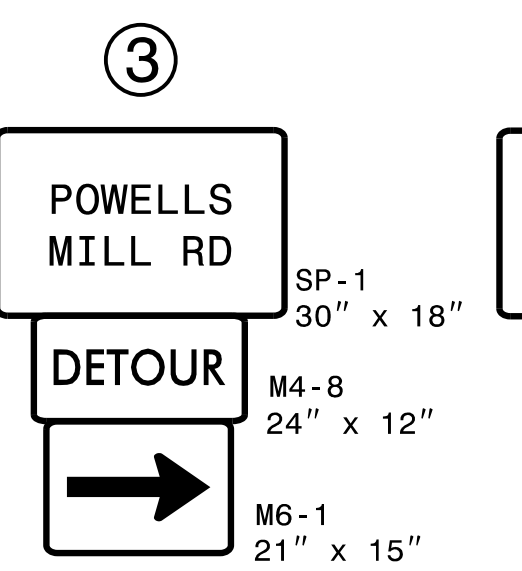 3
POWELLS
MILL RD
SP-1
30" x 18"
DETOUR
M4-8
24" x 12"
M6-1
21" x 15"